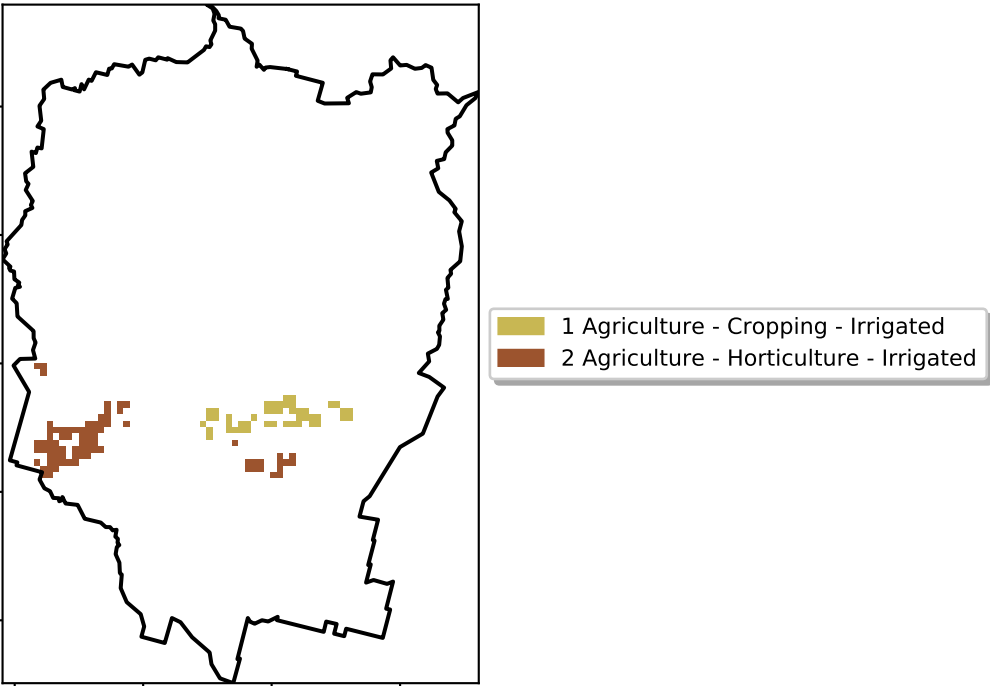 1 Agriculture - Cropping - Irrigated
2 Agriculture - Horticulture - Irrigated